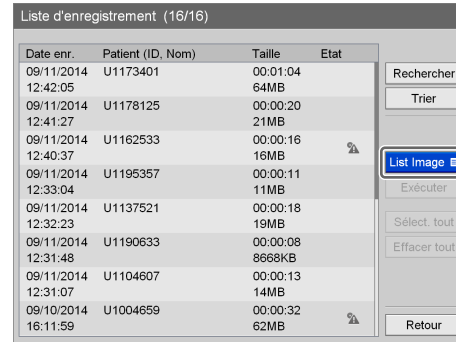 Liste d'enregistrement (16/16)
Date enr. Patient (ID, Nom) Taille Etat
09/11/2014 U1173401 00:01:04
12:42:05 64MB
09/11/2014 U1178125 00:00:20
12:41:27 21MB
09/11/2014 U1162533 00:00:16
12:40:37 16MB
09/11/2014 U1195357 00:00:11
12:33:04 11MB
09/11/2014 U1137521 00:00:18
12:32:23 19MB
09/11/2014 U1190633 00:00:08
12:31:48 8668KB
09/11/2014 U1104607 00:00:13
12:31:07 14MB
09/10/2014 U1004659 00:00:32
16:11:59 62MB
Rechercher
Trier
List Image
Exécuter
Sélect. tout
Effacer tout
Retour